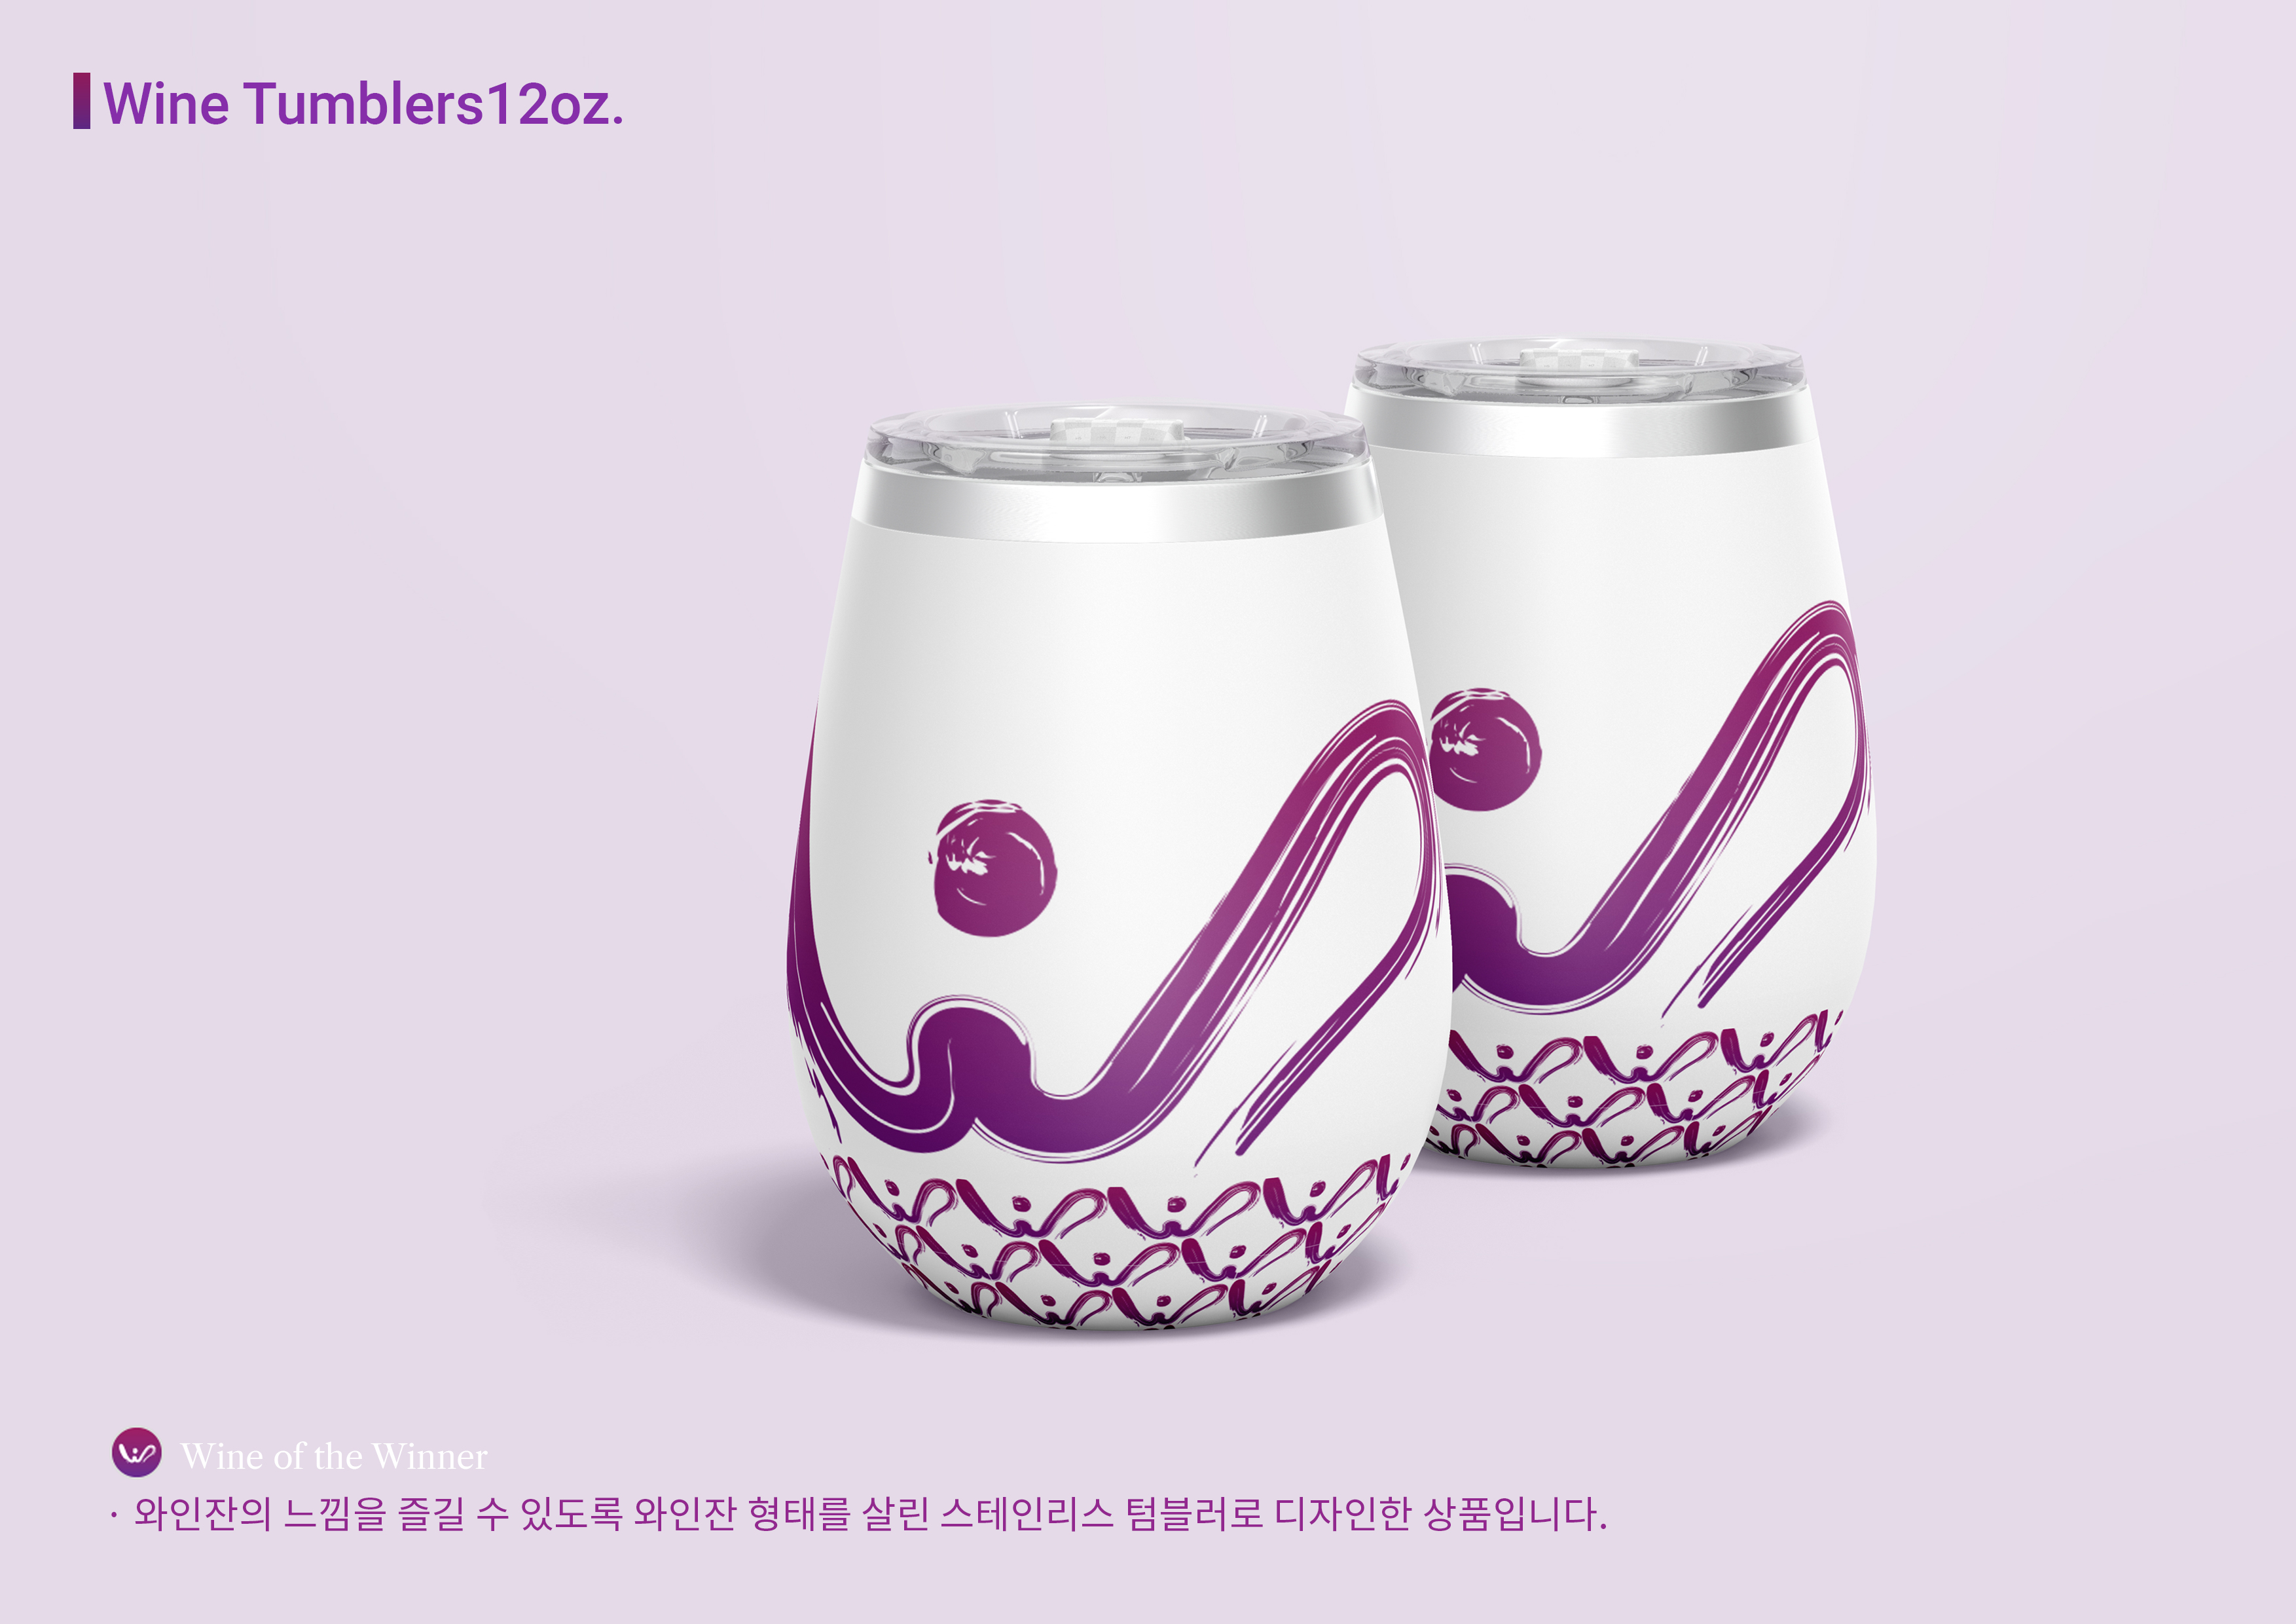 Wine Tumblers12oz.
Wine of the Winner
· 와인잔의 느낌을 즐길 수 있도록 와인잔 형태를 살린 스테인리스 텀블러로 디자인한 상품입니다.